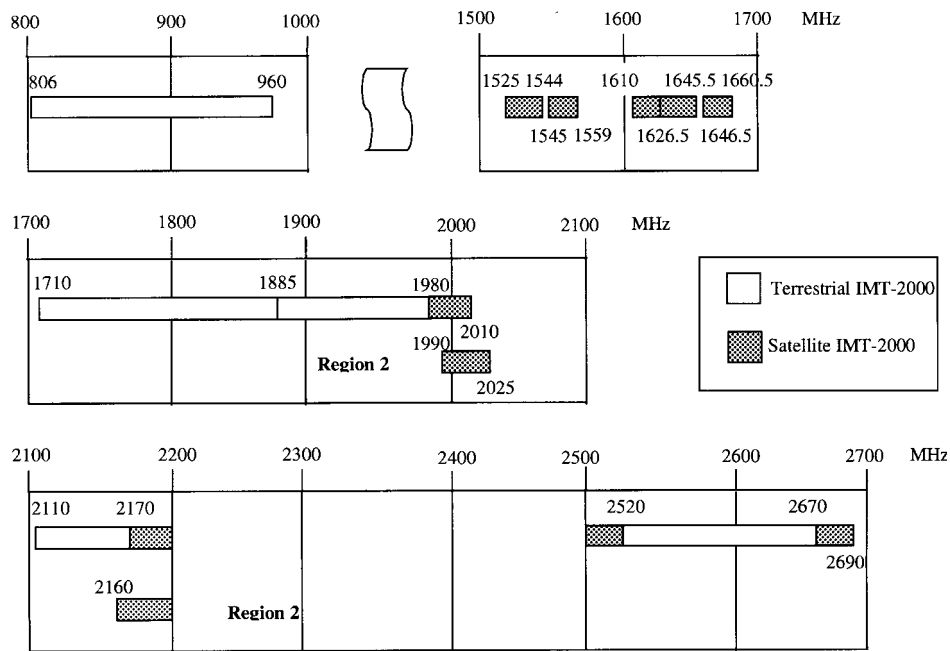 800 900 1000 1500 1600 1700 MHz
806 960 1525 1544 1610 1645.5 1660.5
1545 1559 1626.5 1646.5
1700 1800 1900 2000 2100 MHz
1710 1885 1980
2010
1990
Region 2
2025
Terrestrial IMT-2000
Satellite IMT-2000
2100 2200 2300 2400 2500 2600 2700 MHz
2110 2170 2520 2670
2690
2160
Region 2